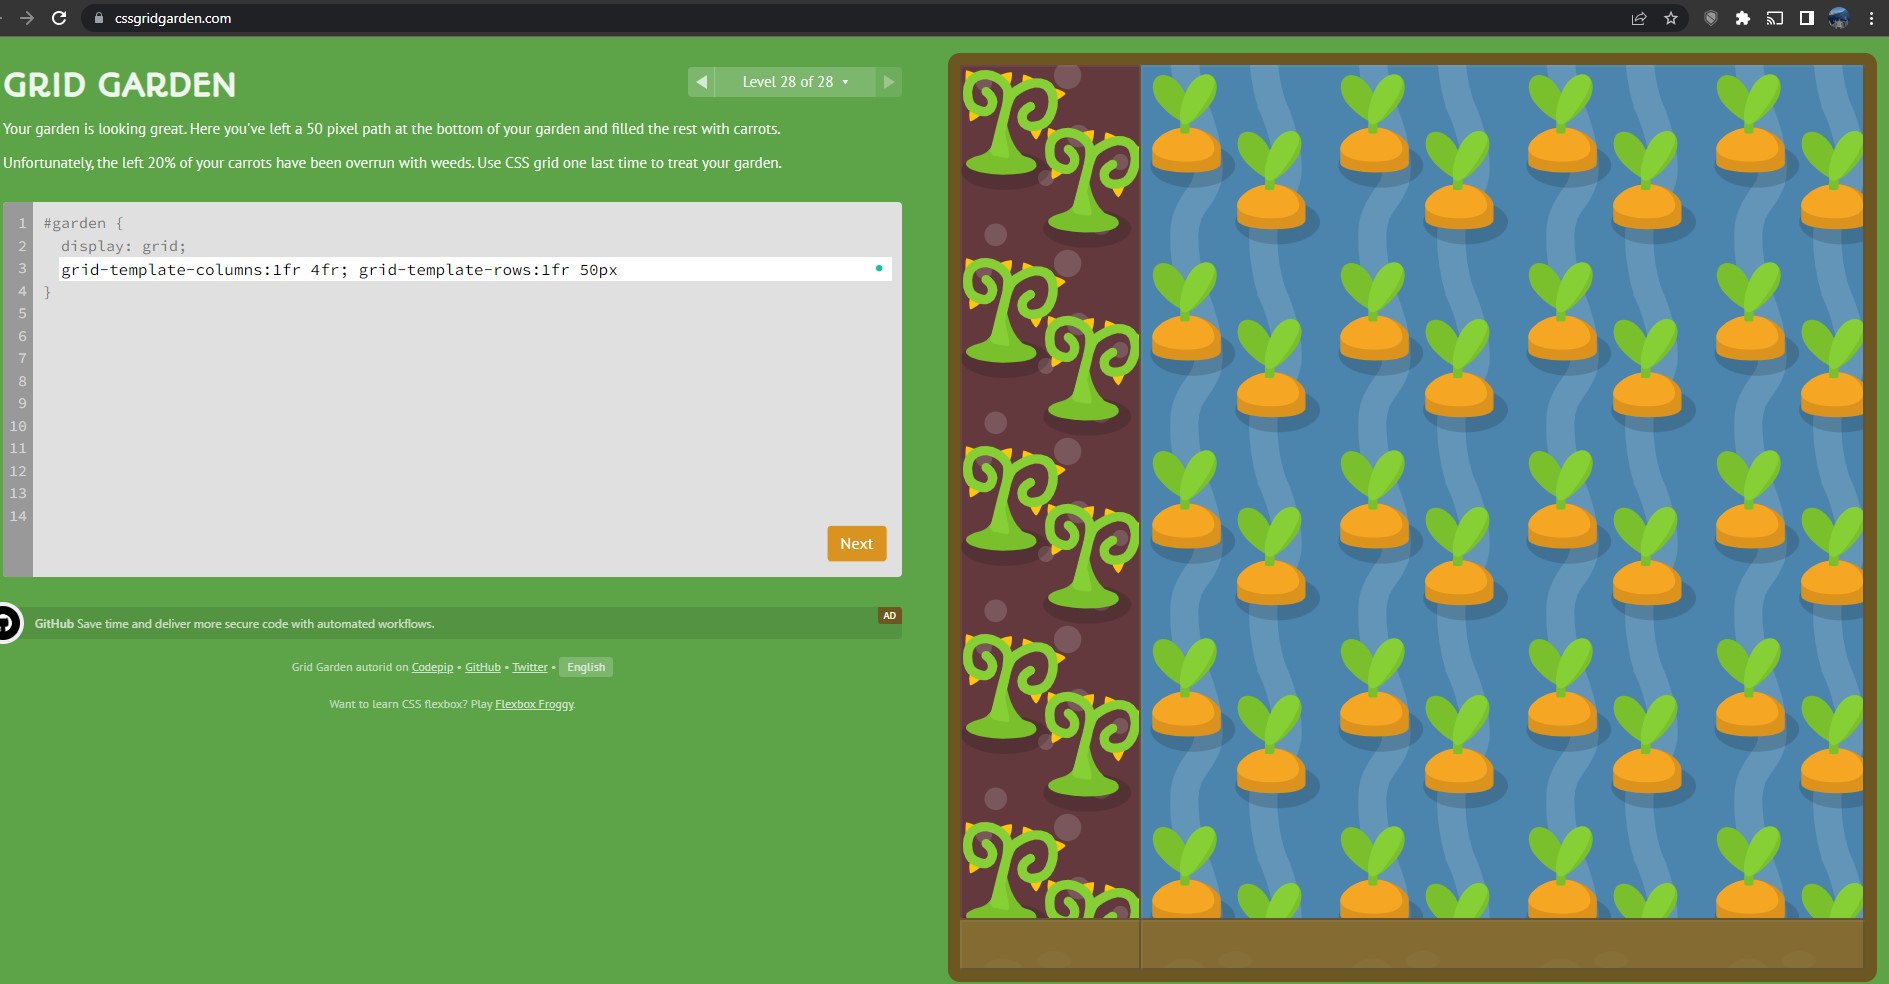 cssgridgarden.com
GRID GARDEN
Level 28 of 28
Your garden is looking great. Here you've left a 50 pixel path at the bottom of your garden and filled the rest with carrots.
Unfortunately, the left 20% of your carrots have been overrun with weeds. Use CSS grid one last time to treat your garden.
1 #garden {
2 display: grid;
3 grid-template-columns:1fr 4fr; grid-template-rows:1fr 50px
4 }
5
6
7
8
9
10
11
12
13
14
Next
AD
GitHub Save time and deliver more secure code with automated workflows.
Grid Garden autorid on Codepip • GitHub • Twitter • English
Want to learn CSS flexbox? Play Flexbox Froggy.